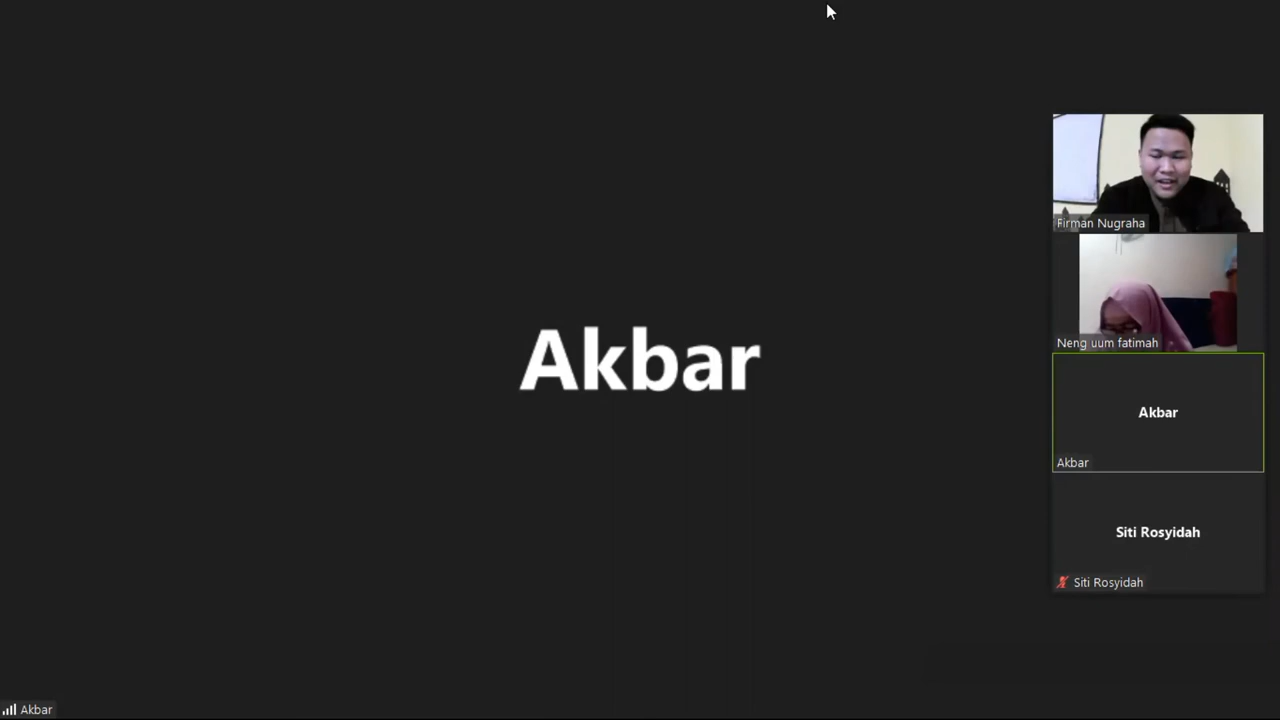 Akbar
Firman Nugraha
Neng uum fatimah
Akbar
Akbar
Siti Rosyidah
Siti Rosyidah
Akbar